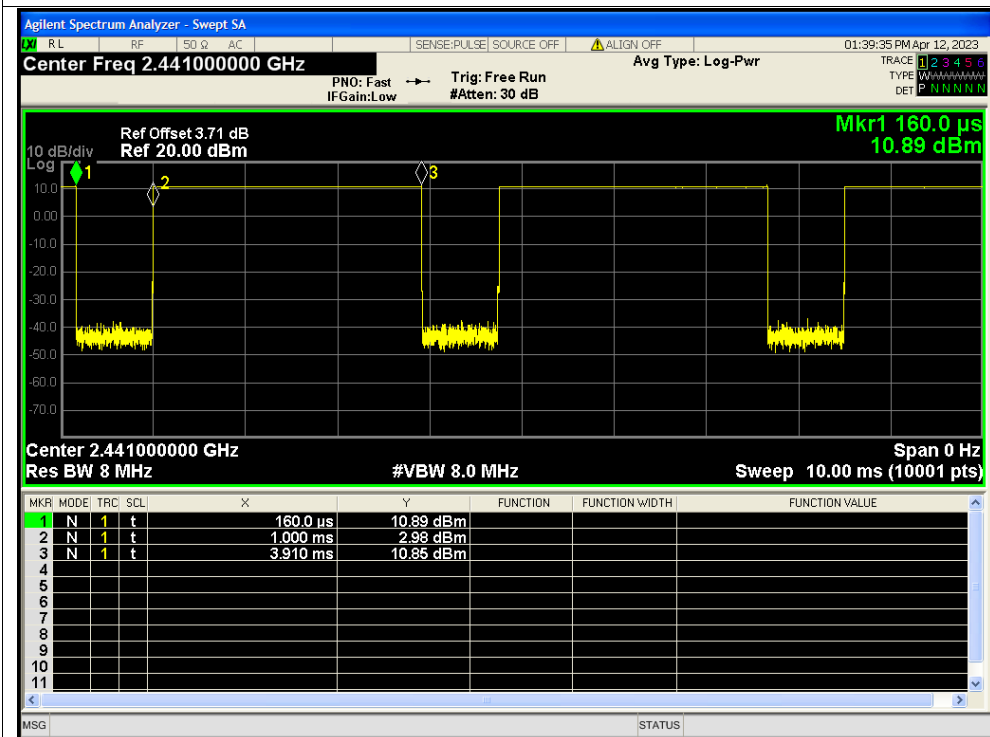 Agilent Spectrum Analyzer - Swept SA
LXI RL RF 50 Ω AC SENSE:PULSE SOURCE OFF ALIGN OFF 01:39:35 PM Apr 12, 2023
Center Freq 2.441000000 GHz
PNO: Fast
IFGain:Low
Trig: Free Run
#Atten: 30 dB
Avg Type: Log-Pwr
TRACE 1 2 3 4 5 6
TYPE WWWWWW
DET P N N N N N
Mkr1 160.0 µs
10.89 dBm
Ref Offset 3.71 dB
10 dB/div Ref 20.00 dBm
Log
1
2
3
10.0
0.00
-10.0
-20.0
-30.0
-40.0
-50.0
-60.0
-70.0
Center 2.441000000 GHz Span 0 Hz
Res BW 8 MHz #VBW 8.0 MHz Sweep 10.00 ms (10001 pts)
MKR MODE TRC SCL X Y FUNCTION FUNCTION WIDTH FUNCTION VALUE
1 N 1 t 160.0 µs 10.89 dBm
2 N 1 t 1.000 ms 2.98 dBm
3 N 1 t 3.910 ms 10.85 dBm
4
5
6
7
8
9
10
11
MSG STATUS